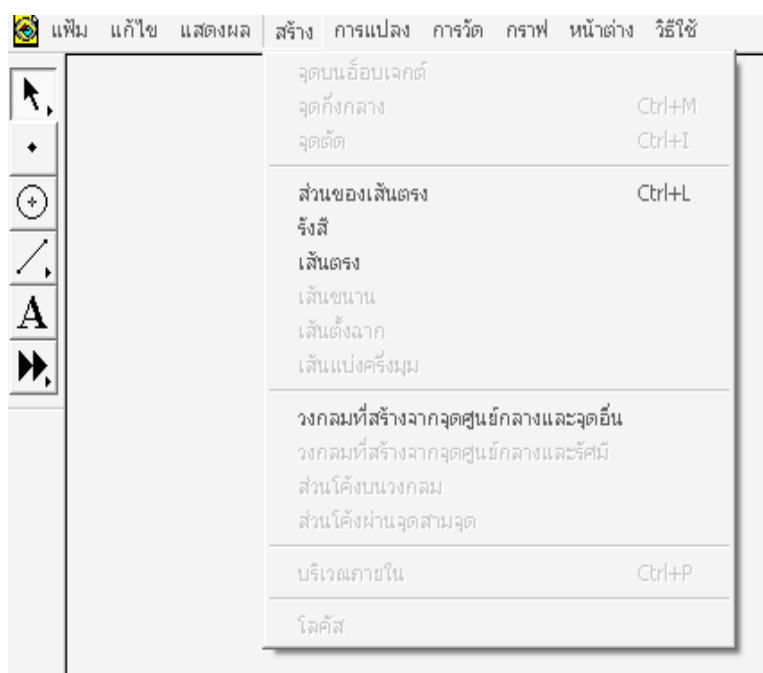 แฟ้ม แก้ไข แสดงผล สร้าง การแปลง การวัด กราฟ หน้าต่าง วิธีใช้
จุดบนอ็อบเจกต์
จุดกึ่งกลาง Ctrl+M
จุดตัด Ctrl+I
ส่วนของเส้นตรง Ctrl+L
รังสี
เส้นตรง
เส้นขนาน
เส้นตั้งฉาก
เส้นแบ่งครึ่งมุม
A
วงกลมที่สร้างจากจุดศูนย์กลางและจุดอื่น
วงกลมที่สร้างจากจุดศูนย์กลางและรัศมี
ส่วนโค้งบนวงกลม
ส่วนโค้งผ่านจุดสามจุด
บริเวณภายใน Ctrl+P
โลคัส